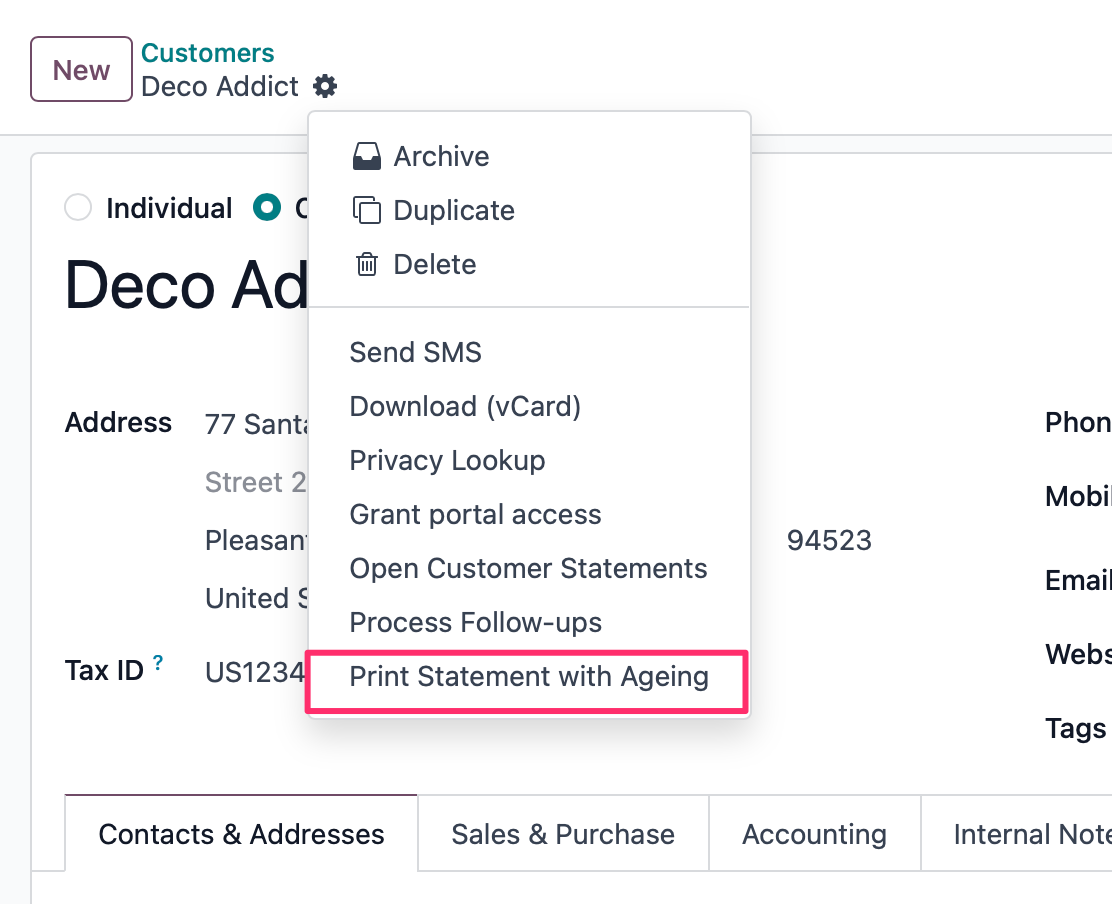 New
Customers
Deco Addict
Archive
Duplicate
Delete
Send SMS
Download (vCard)
Privacy Lookup
Grant portal access
Open Customer Statements
Process Follow-ups
Print Statement with Ageing
Individual
Deco Ad
Address
77 Santa
Street 2
Pleasant
94523
United S
Tax ID ?
US1234
Phon
Mobil
Email
Webs
Tags
Contacts & Addresses
Sales & Purchase
Accounting
Internal Note